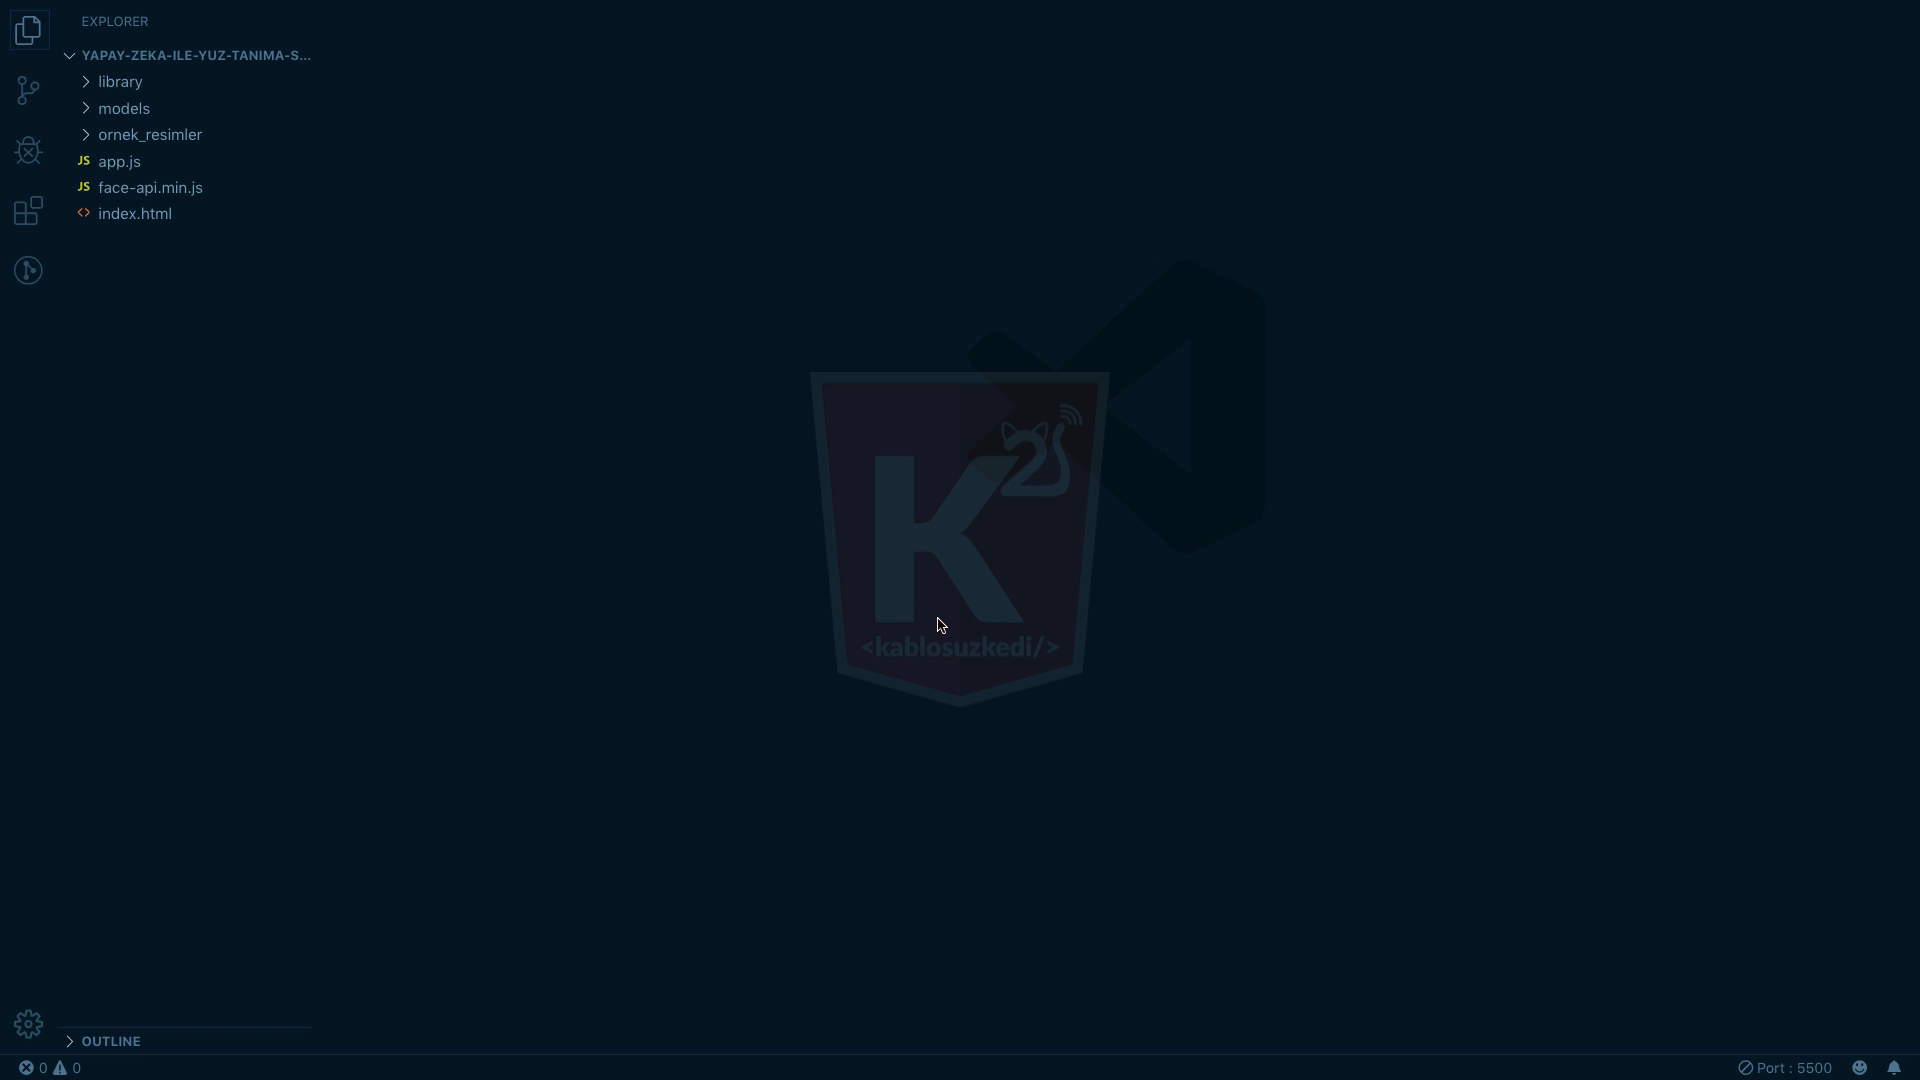 EXPLORER
YAPAY-ZEKA-ILE-YUZ-TANIMA-S...
library
models
ornek_resimler
JS app.js
JS face-api.min.js
<> index.html
K2
<kablosuzkedi/>
OUTLINE
0 0
Port : 5500